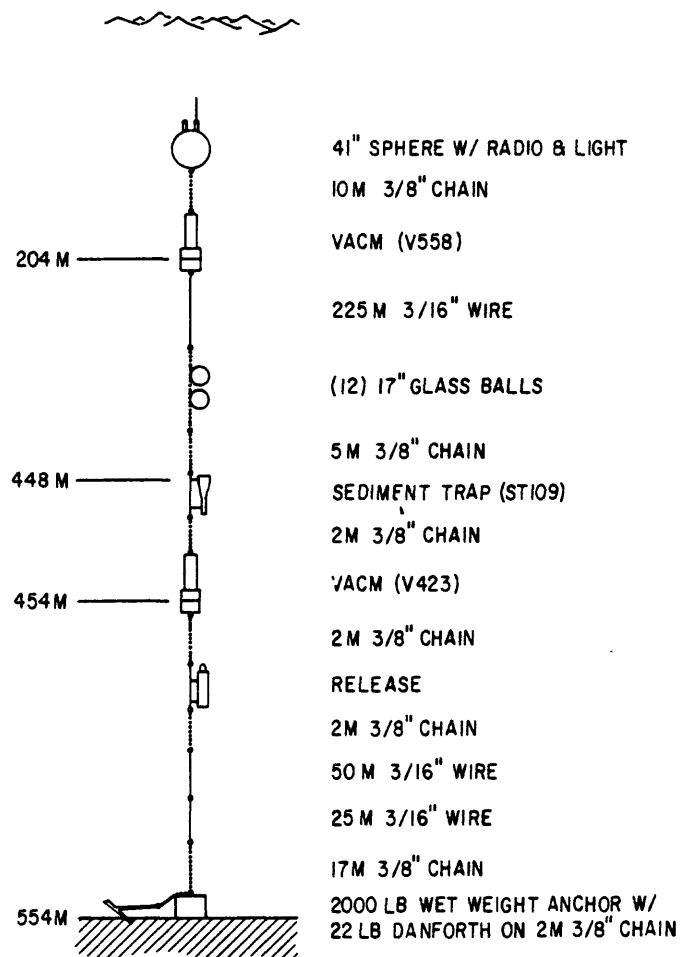 41" SPHERE W/ RADIO & LIGHT
10M 3/8" CHAIN
VACM (V558)
204 M
225M 3/16" WIRE
(12) 17" GLASS BALLS
5M 3/8" CHAIN
448 M
SEDIMENT TRAP (ST109)
2M 3/8" CHAIN
VACM (V423)
454M
2M 3/8" CHAIN
RELEASE
2M 3/8" CHAIN
50M 3/16" WIRE
25M 3/16" WIRE
17M 3/8" CHAIN
2000 LB WET WEIGHT ANCHOR W/
554M
22 LB DANFORTH ON 2M 3/8" CHAIN